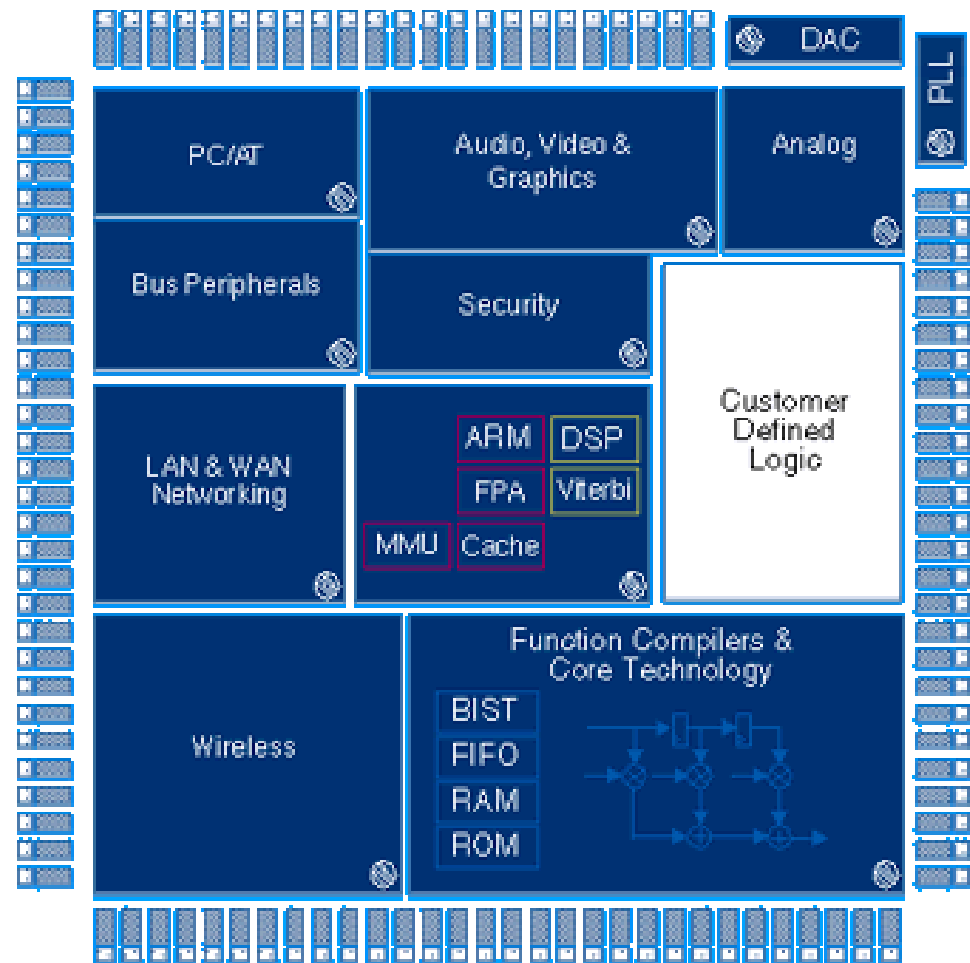 DAC
PLL
PC/AT
Audio, Video &
Graphics
Analog
Bus Peripherals
Security
Customer
Defined
Logic
LAN & WAN
Networking
ARM
DSP
FPA
Viterbi
MMU
Cache
Wireless
Function Compilers &
Core Technology
BIST
FIFO
RAM
ROM